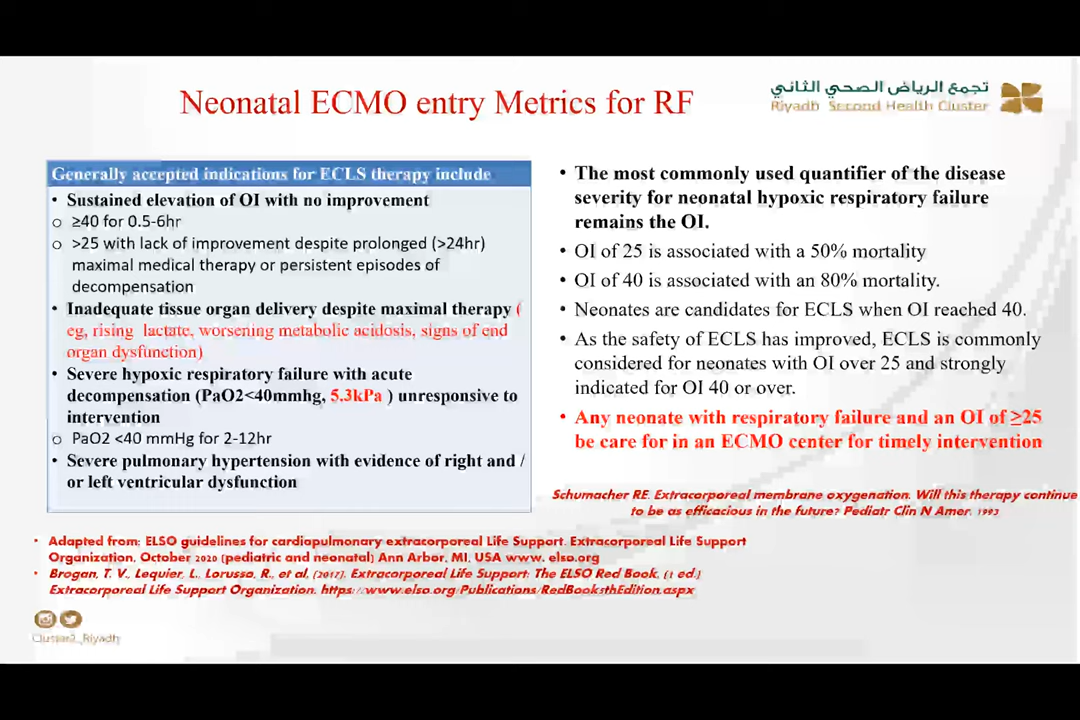 Neonatal ECMO entry Metrics for RF
تجمع الرياض الصحي الثاني
Riyadh Second Health Cluster
Generally accepted indications for ECLS therapy include
• Sustained elevation of OI with no improvement
o ≥40 for 0.5-6hr
o >25 with lack of improvement despite prolonged (>24hr)
maximal medical therapy or persistent episodes of
decompensation
• Inadequate tissue organ delivery despite maximal therapy (
eg, rising lactate, worsening metabolic acidosis, signs of end
organ dysfunction)
• Severe hypoxic respiratory failure with acute
decompensation (PaO2<40mmhg, 5.3kPa ) unresponsive to
intervention
o PaO2 <40 mmHg for 2-12hr
• Severe pulmonary hypertension with evidence of right and /
or left ventricular dysfunction
• The most commonly used quantifier of the disease
severity for neonatal hypoxic respiratory failure
remains the OI.
• OI of 25 is associated with a 50% mortality
• OI of 40 is associated with an 80% mortality.
• Neonates are candidates for ECLS when OI reached 40.
• As the safety of ECLS has improved, ECLS is commonly
considered for neonates with OI over 25 and strongly
indicated for OI 40 or over.
• Any neonate with respiratory failure and an OI of ≥25
be care for in an ECMO center for timely intervention
Schumacher RE. Extracorporeal membrane oxygenation. Will this therapy continue
to be as efficacious in the future? Pediatr Clin N Amer. 1993
• Adapted from: ELSO guidelines for cardiopulmonary extracorporeal Life Support. Extracorporeal Life Support
Organization, October 2020 (pediatric and neonatal) Ann Arbor, MI, USA www. elso.org
• Brogan, T. V., Lequier, L., Lorusso, R., et al, (2017). Extracorporeal Life Support: The ELSO Red Book, ( ed.)
Extracorporeal Life Support Organization. https://www.elso.org/Publications/RedBook5thEdition.aspx
Cluster2_Riyadh